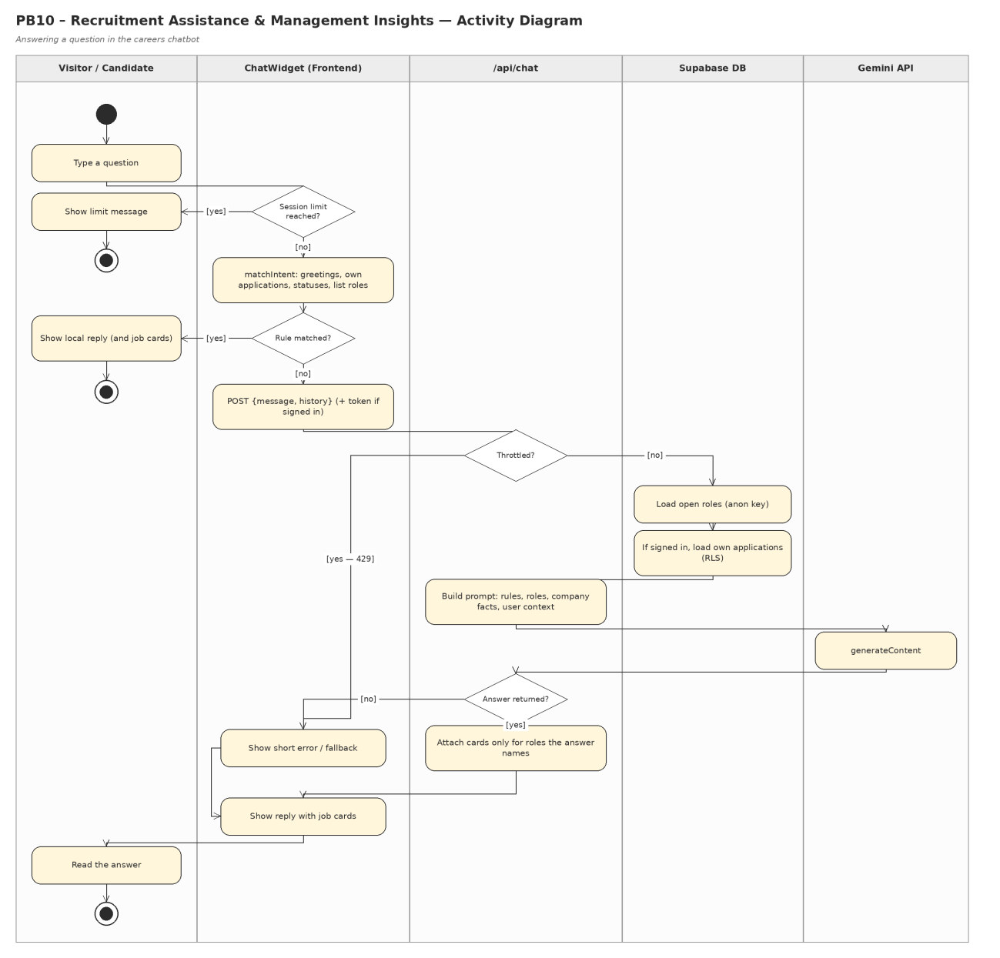 PB10 – Recruitment Assistance & Management Insights — Activity Diagram
Answering a question in the careers chatbot
Visitor / Candidate
ChatWidget (Frontend)
/api/chat
Supabase DB
Gemini API
Type a question
Session limit
reached?
[yes]
Show limit message
[no]
matchIntent: greetings, own
applications, statuses, list roles
Rule matched?
[yes]
Show local reply (and job cards)
[no]
POST {message, history} (+ token if
signed in)
Throttled?
[no]
Load open roles (anon key)
If signed in, load own applications
(RLS)
[yes — 429]
Build prompt: rules, roles, company
facts, user context
generateContent
Answer returned?
[no]
[yes]
Show short error / fallback
Attach cards only for roles the answer
names
Show reply with job cards
Read the answer